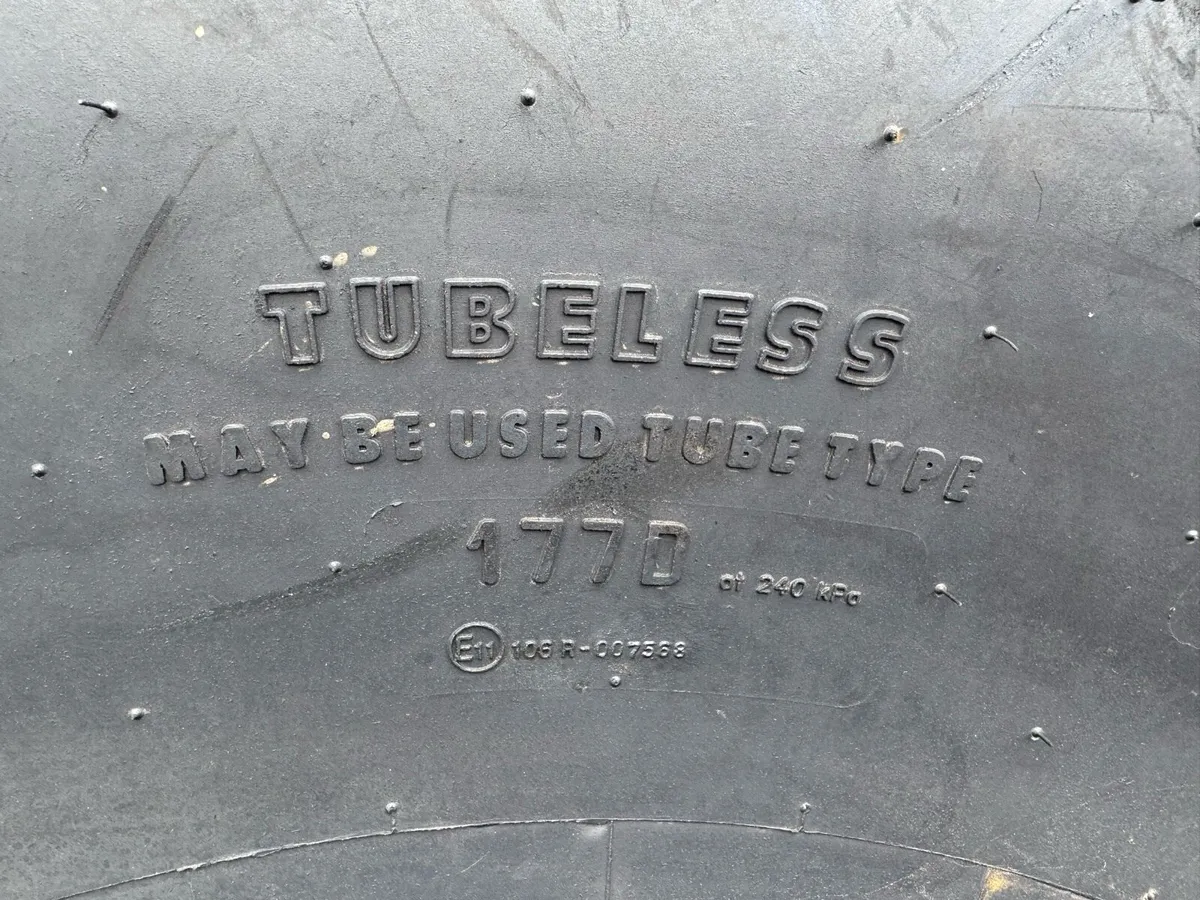 TUBELESS
MAY BE USED TUBE TYPE
177D at 240 kPa
E11 106 R-007568